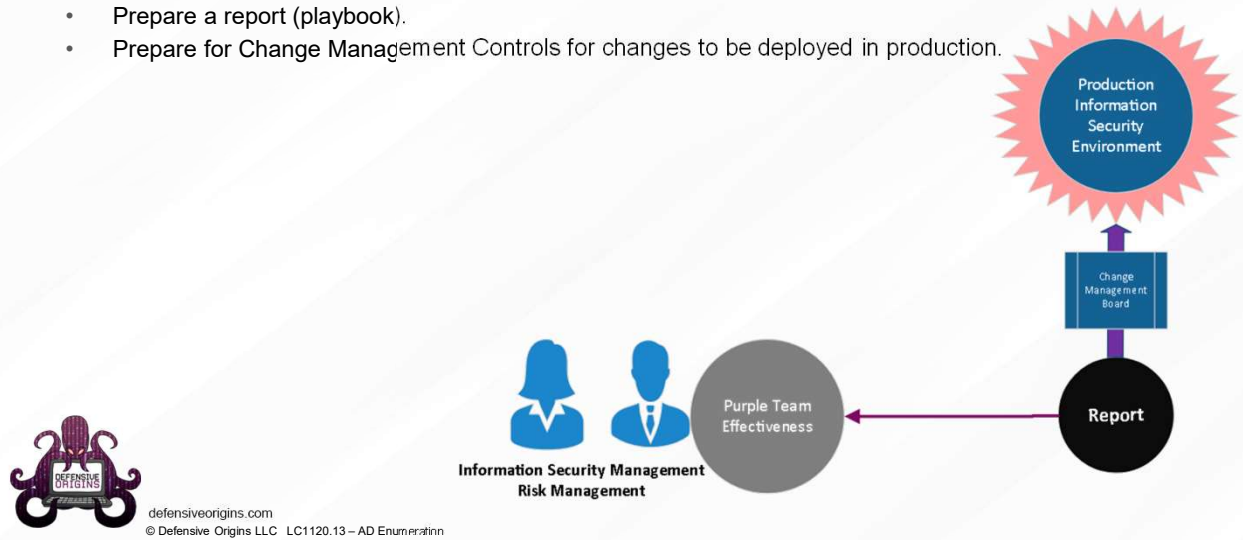 • Prepare a report (playbook).
• Prepare for Change Management Controls for changes to be deployed in production.
Production
Information
Security
Environment
Change
Management
Board
Purple Team
Effectiveness
Report
Information Security Management
Risk Management
DEFENSIVE
ORIGINS
defensiveorigins.com
© Defensive Origins LLC LC1120.13 – AD Enumeration